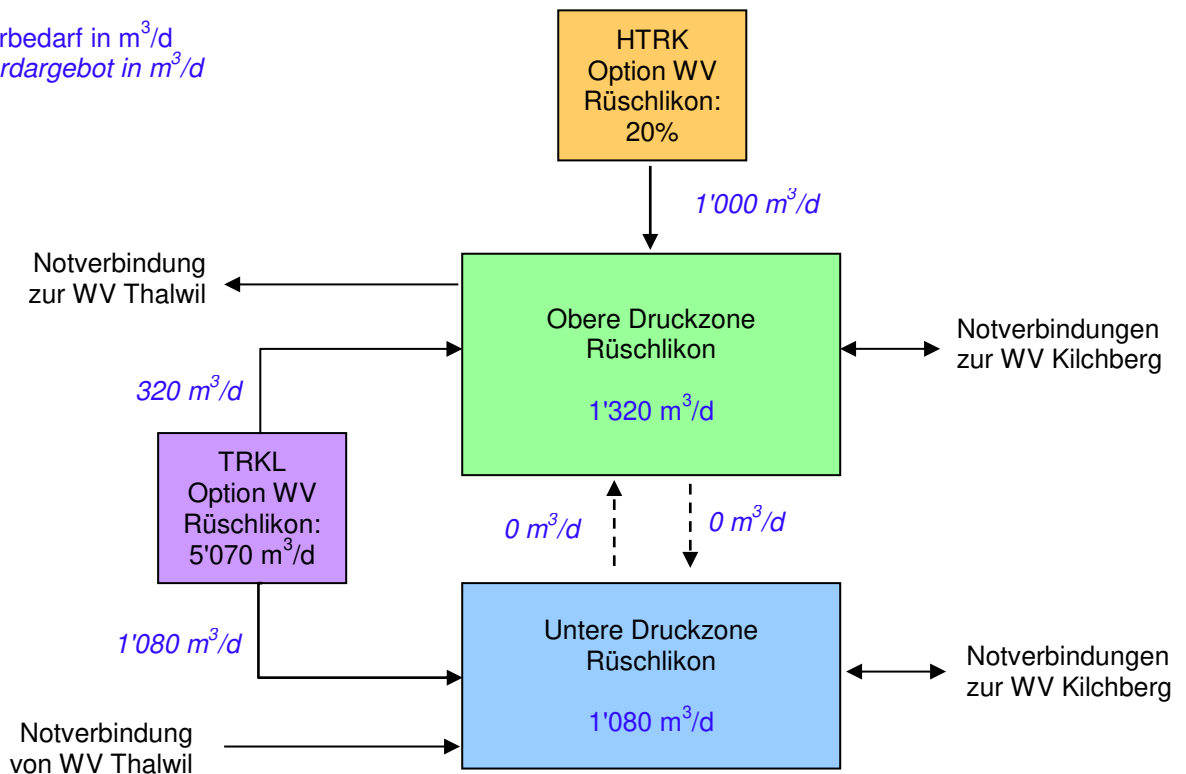 rbedarf in m³/d
rdargebot in m³/d
HTRK
Option WV
Rüschlikon:
20%
1'000 m³/d
Notverbindung
zur WV Thalwil
Obere Druckzone
Rüschlikon
1'320 m³/d
Notverbindungen
zur WV Kilchberg
320 m³/d
TRKL
Option WV
Rüschlikon:
5'070 m³/d
0 m³/d
0 m³/d
1'080 m³/d
Untere Druckzone
Rüschlikon
1'080 m³/d
Notverbindungen
zur WV Kilchberg
Notverbindung
von WV Thalwil